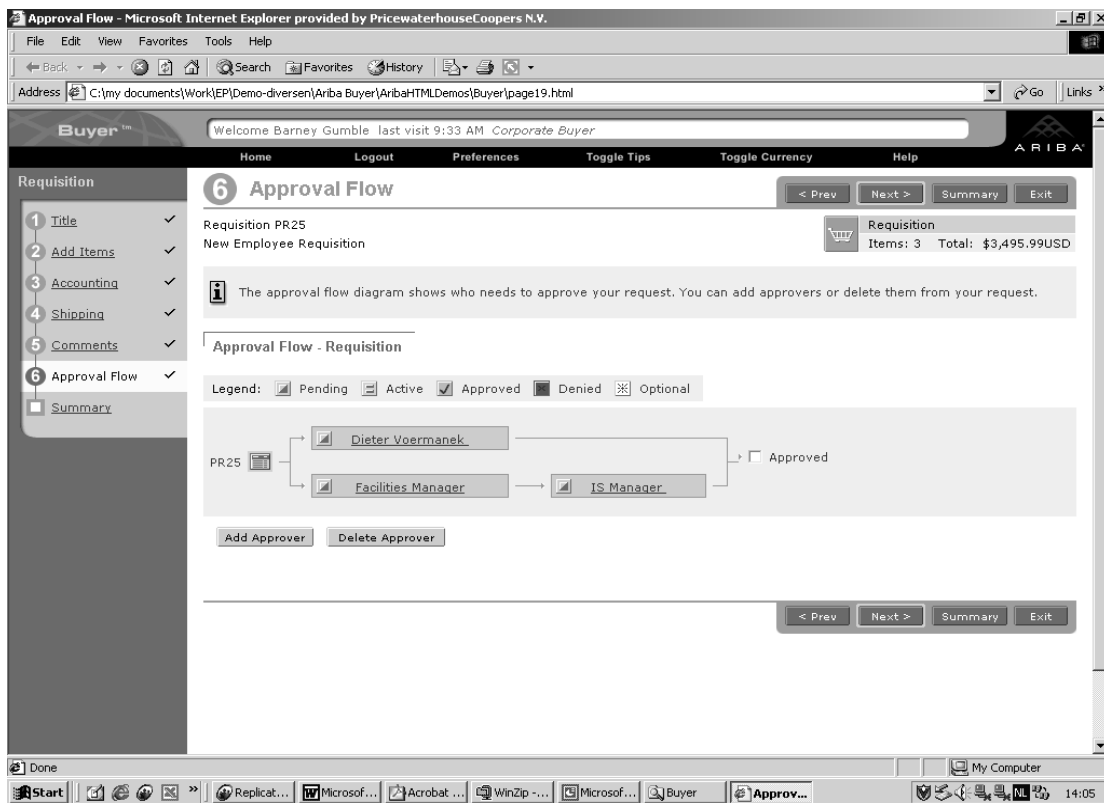 Approval Flow - Microsoft Internet Explorer provided by PricewaterhouseCoopers N.V.
File Edit View Favorites Tools Help
Back Search Favorites History
Address C:\my documents\Work\EP\Demo-diversen\Ariba Buyer\AribaHTMLDemos\Buyer\page19.html Go Links »
Buyer™ Welcome Barney Gumble last visit 9:33 AM Corporate Buyer
ARIBA
Home Logout Preferences Toggle Tips Toggle Currency Help
Requisition
1 Title
2 Add Items
3 Accounting
4 Shipping
5 Comments
6 Approval Flow
Summary
6 Approval Flow
< Prev Next > Summary Exit
Requisition PR25
New Employee Requisition
Requisition
Items: 3 Total: $3,495.99USD
The approval flow diagram shows who needs to approve your request. You can add approvers or delete them from your request.
Approval Flow - Requisition
Legend: Pending Active Approved Denied Optional
Dieter Voermanek
PR25 Approved
Facilities Manager IS Manager
Add Approver Delete Approver
< Prev Next > Summary Exit
Done My Computer
Start » Replicat... Microsof... Acrobat ... WinZip -... Microsof... Buyer Approv... NL 14:05